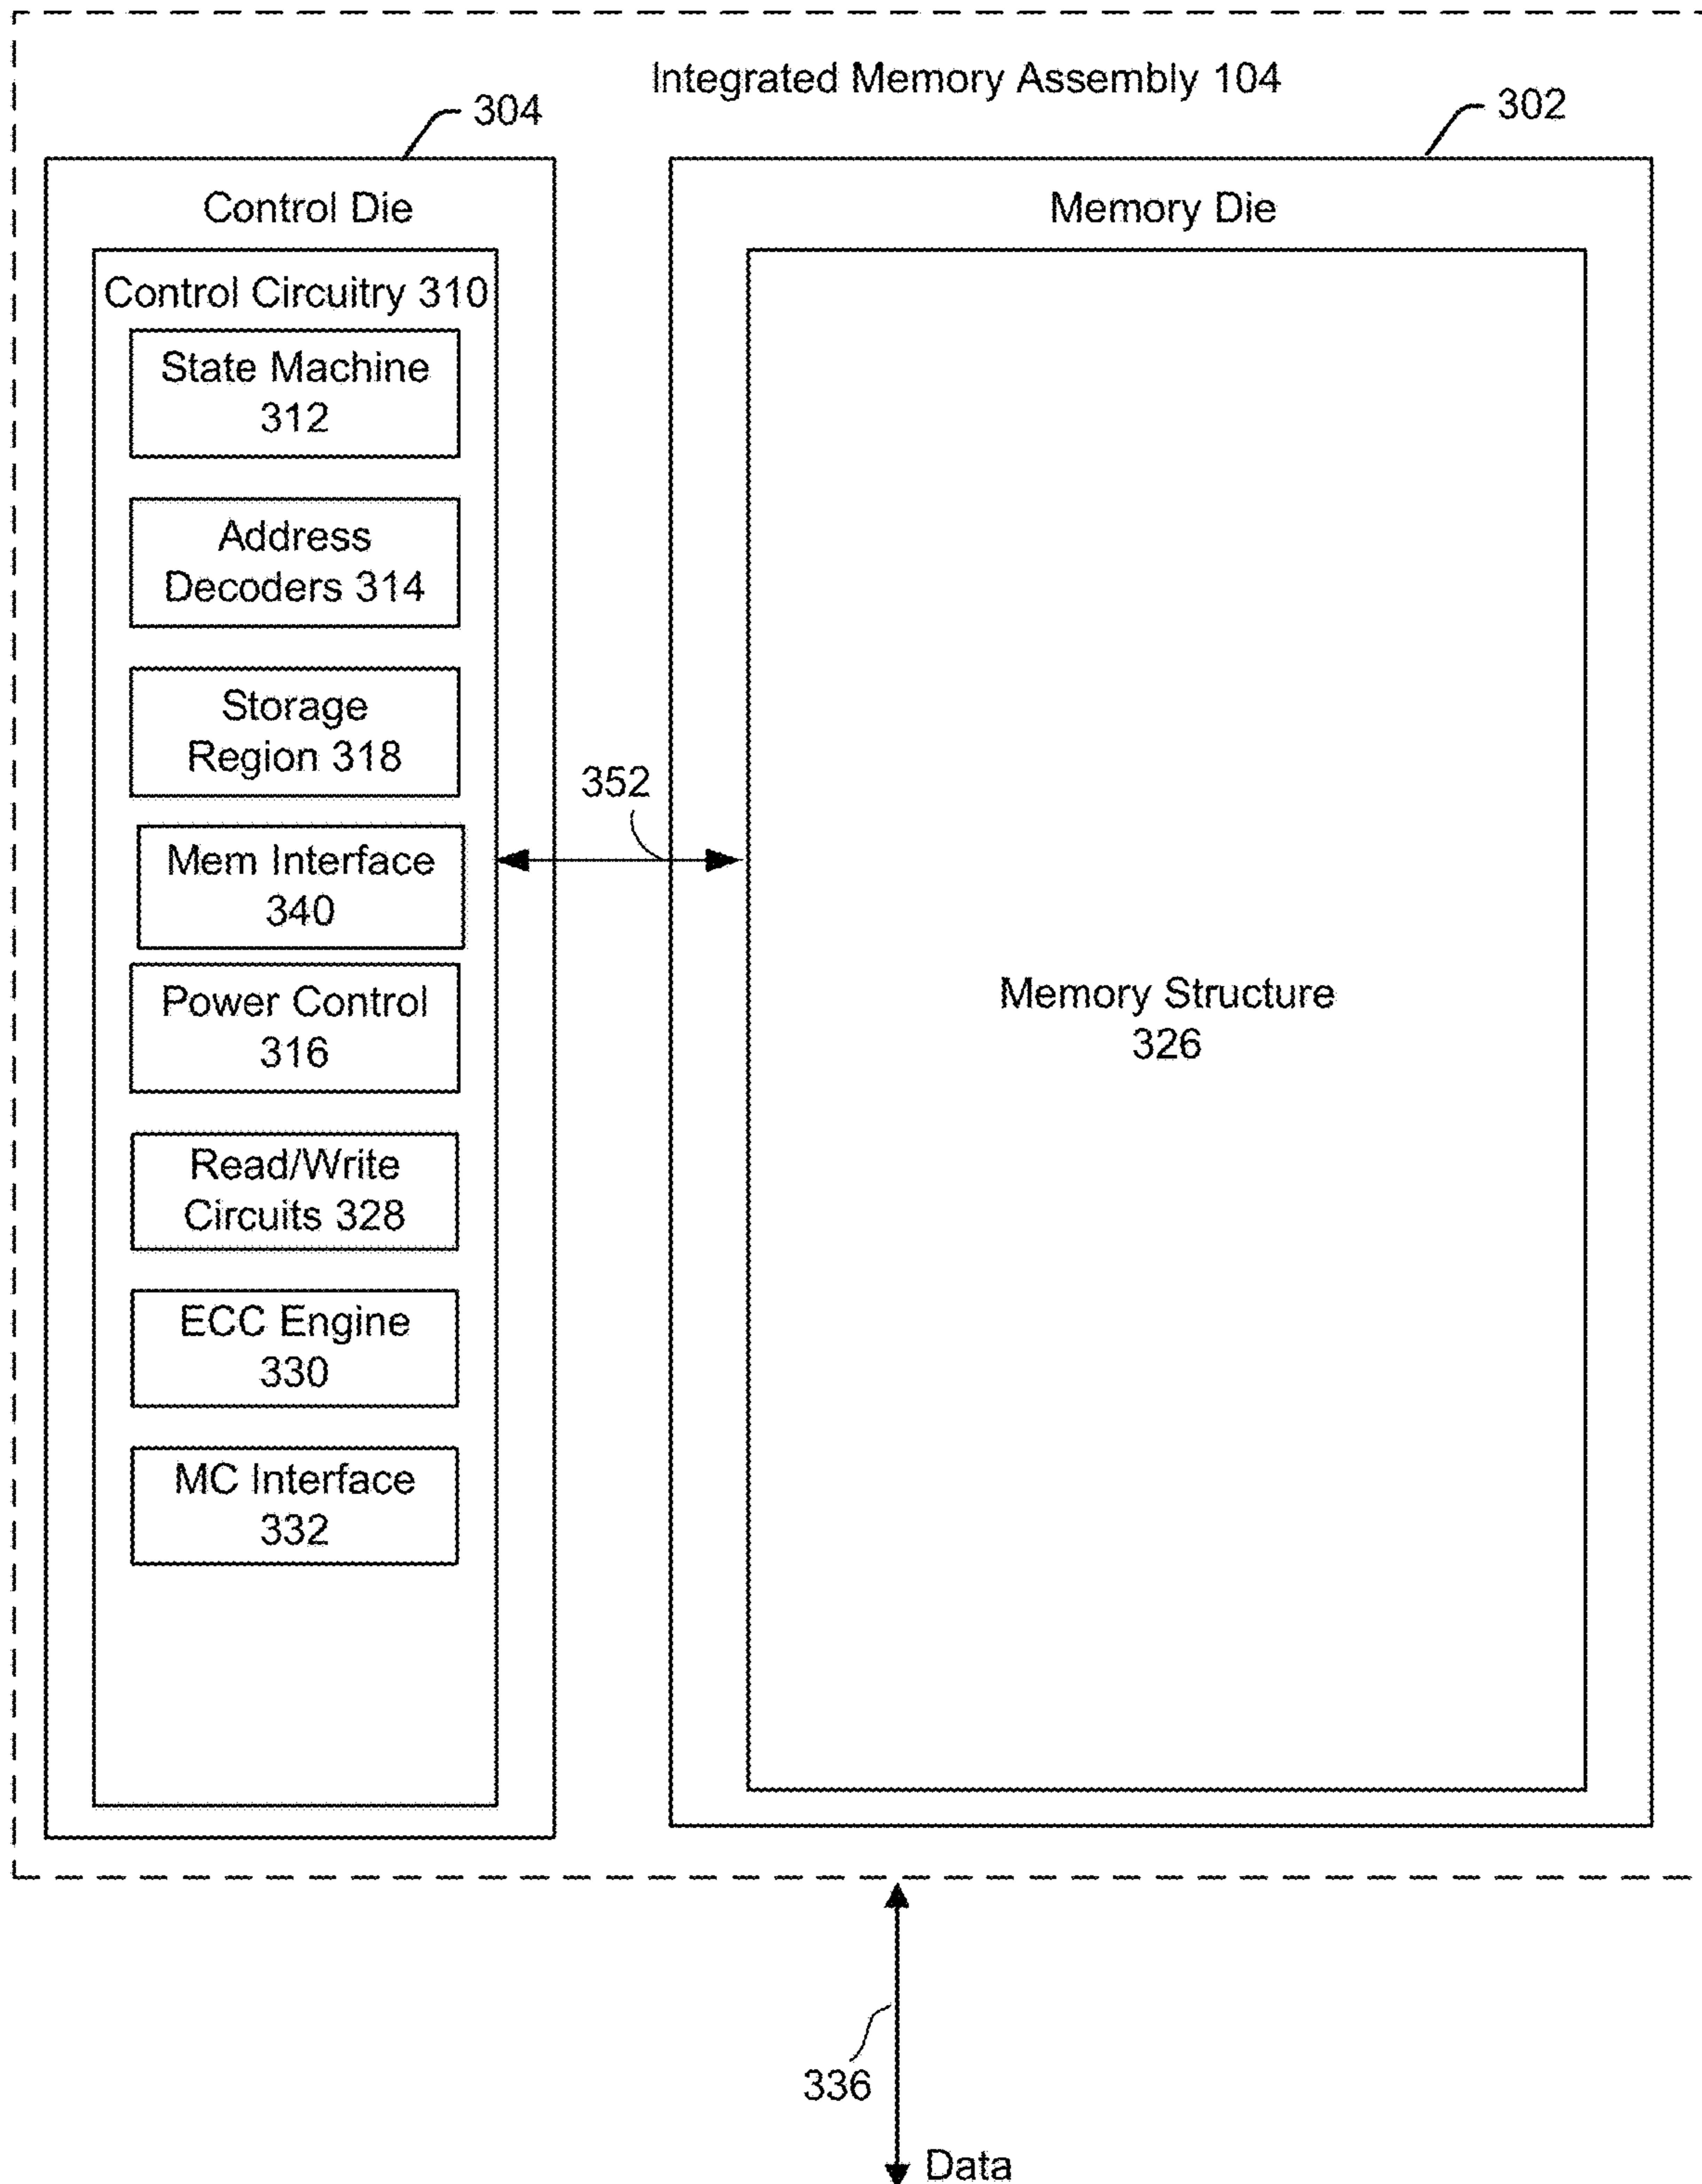 Integrated Memory Assembly 104
304
302
Control Die
Memory Die
Control Circuitry 310
State Machine
312
Address
Decoders 314
Storage
Region 318
352
Mem Interface
340
Power Control
316
Memory Structure
326
Read/Write
Circuits 328
ECC Engine
330
MC Interface
332
336
Data